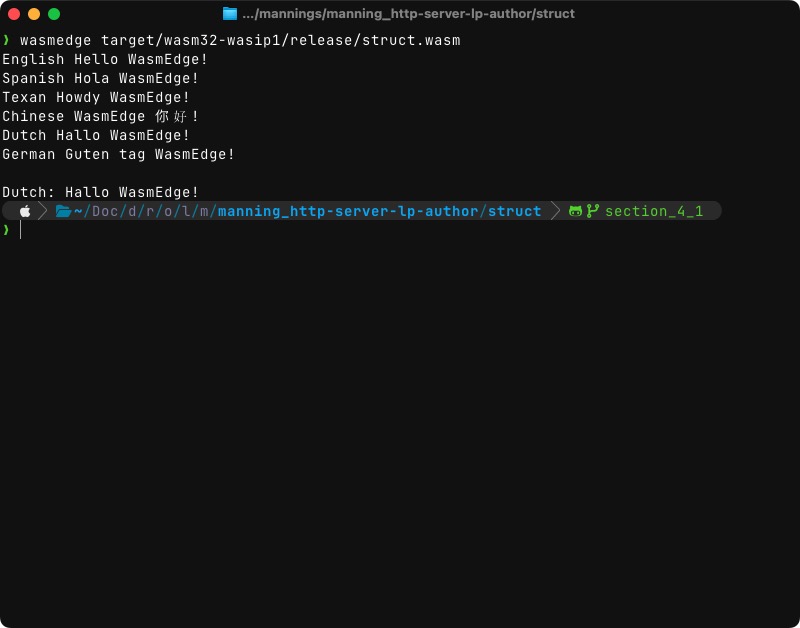 .../mannings/manning_http-server-lp-author/struct
❯ wasmedge target/wasm32-wasip1/release/struct.wasm
English Hello WasmEdge!
Spanish Hola WasmEdge!
Texan Howdy WasmEdge!
Chinese WasmEdge 你好!
Dutch Hallo WasmEdge!
German Guten tag WasmEdge!
Dutch: Hallo WasmEdge!
~/Doc/d/r/o/l/m/manning_http-server-lp-author/struct section_4_1
❯